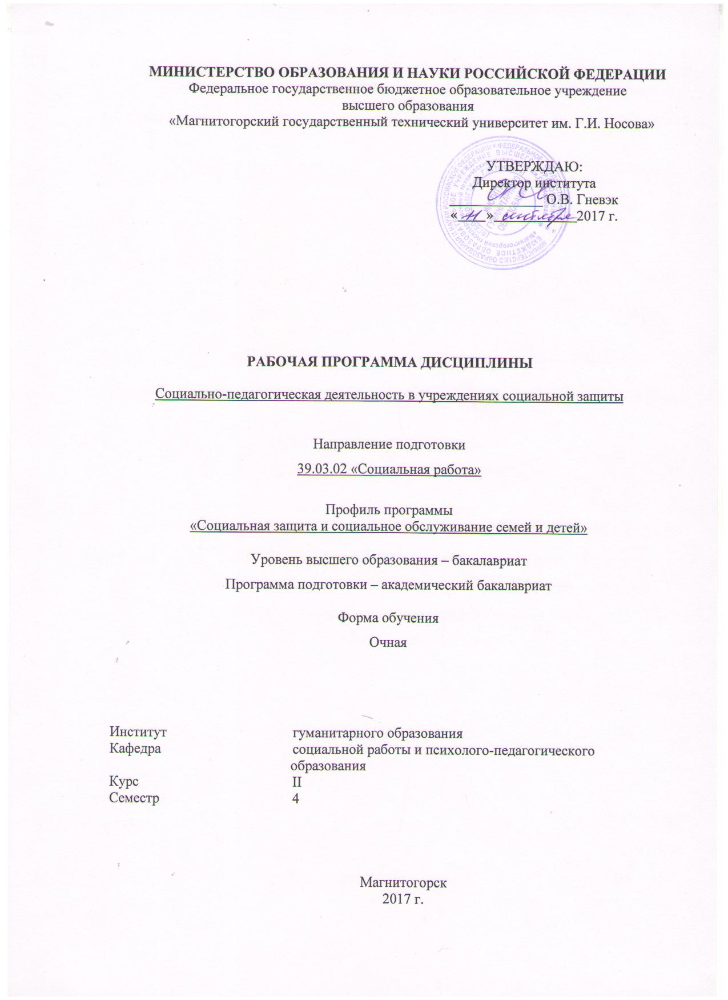 МИНИСТЕРСТВО ОБРАЗОВАНИЯ И НАУКИ РОССИЙСКОЙ ФЕДЕРАЦИИ
Федеральное государственное бюджетное образовательное учреждение
высшего образования
«Магнитогорский государственный технический университет им. Г.И. Носова»
УТВЕРЖДАЮ:
Директор института
О.В. Гневэк
«11» сентября 2017 г.
РАБОЧАЯ ПРОГРАММА ДИСЦИПЛИНЫ
Социально-педагогическая деятельность в учреждениях социальной защиты
Направление подготовки
39.03.02 «Социальная работа»
Профиль программы
«Социальная защита и социальное обслуживание семей и детей»
Уровень высшего образования – бакалавриат
Программа подготовки – академический бакалавриат
Форма обучения
Очная
Институт гуманитарного образования
Кафедра социальной работы и психолого-педагогического
образования
Курс II
Семестр 4
Магнитогорск
2017 г.